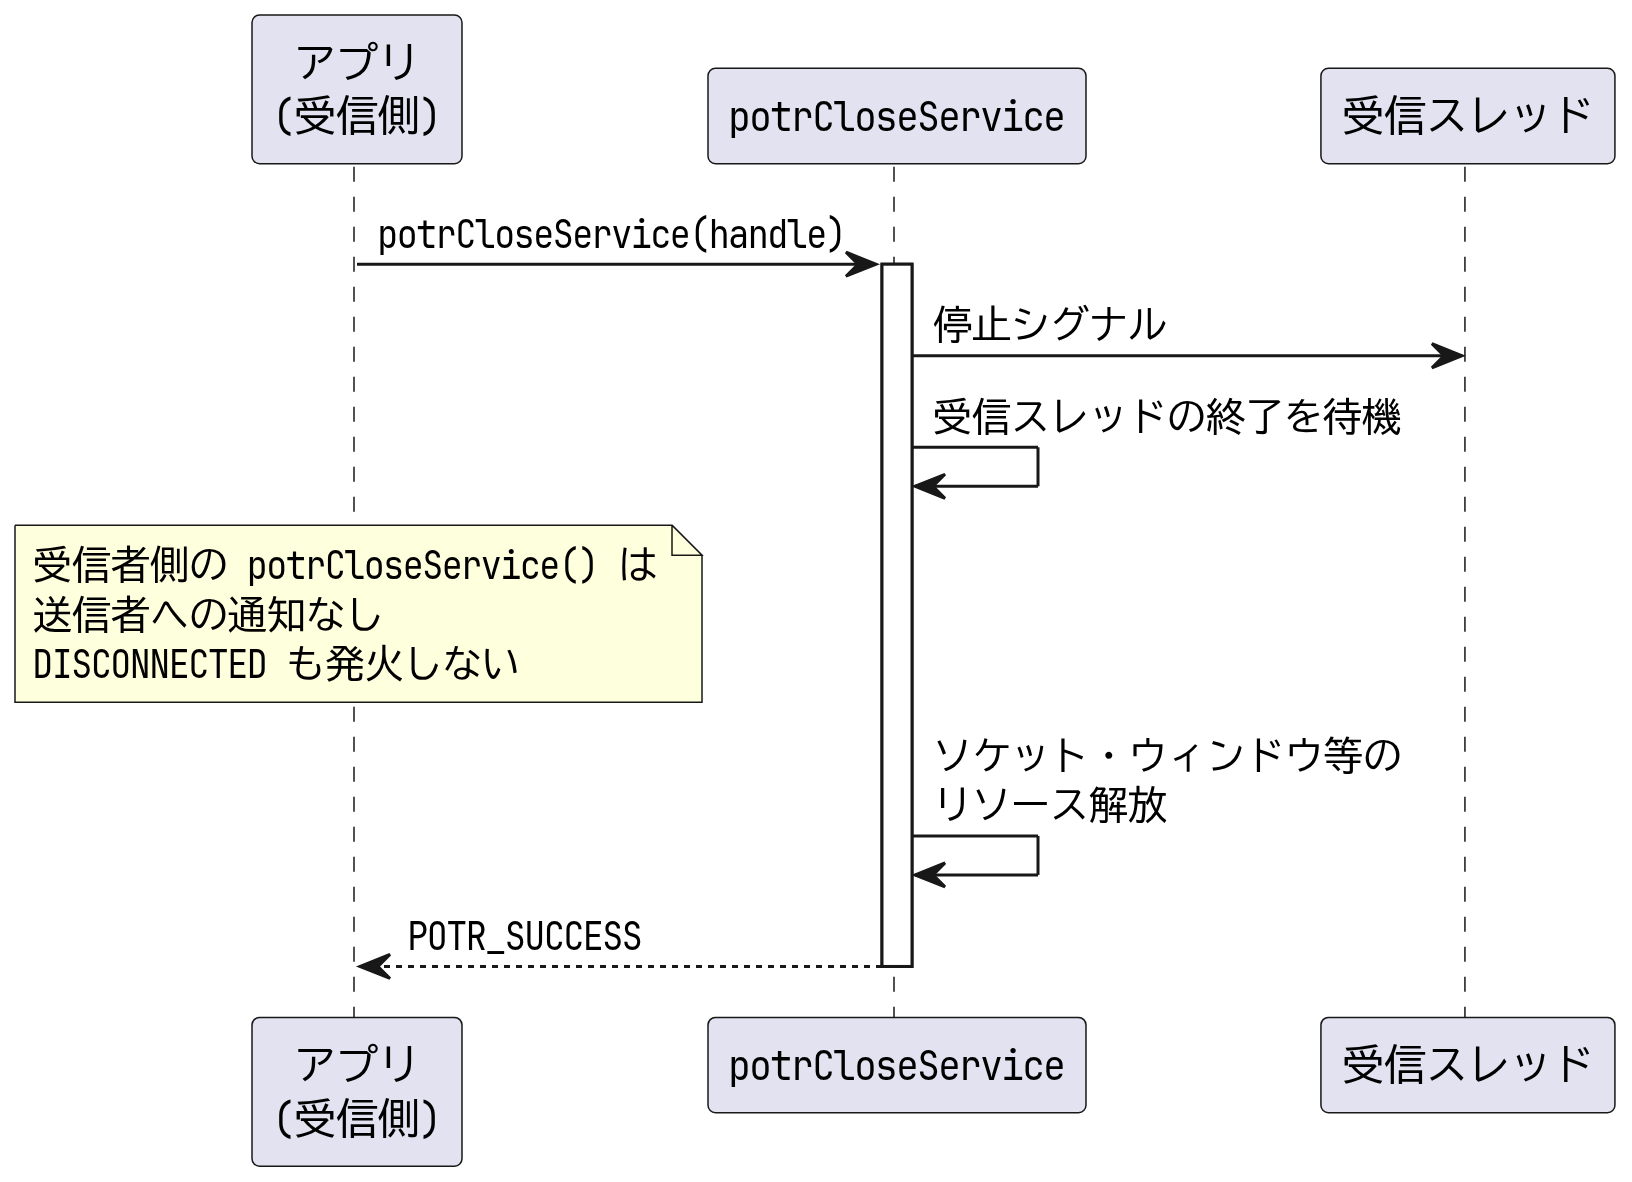 アプリ
(受信側)
potrCloseService
受信スレッド
potrCloseService(handle)
停止シグナル
受信スレッドの終了を待機
受信者側の potrCloseService() は
送信者への通知なし
DISCONNECTED も発火しない
ソケット・ウィンドウ等の
リソース解放
POTR_SUCCESS
アプリ
(受信側)
potrCloseService
受信スレッド